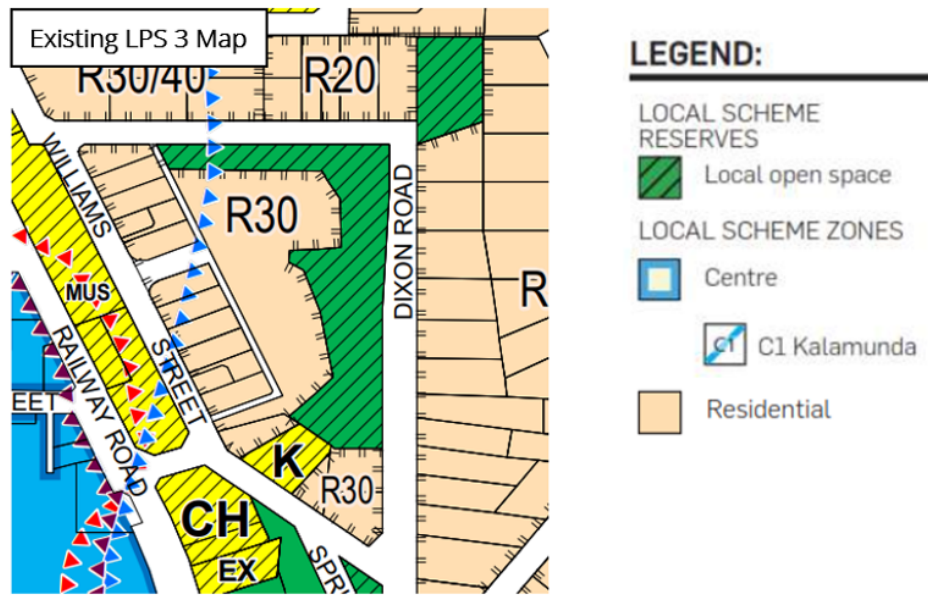 Existing LPS 3 Map
R30/40
R20
WILLIAMS
STREET
R30
DIXON ROAD
MUS
R
RAILWAY ROAD
EET
K
R30
CH
EX
SPRI
LEGEND:
LOCAL SCHEME
RESERVES
Local open space
LOCAL SCHEME ZONES
Centre
C1
C1 Kalamunda
Residential